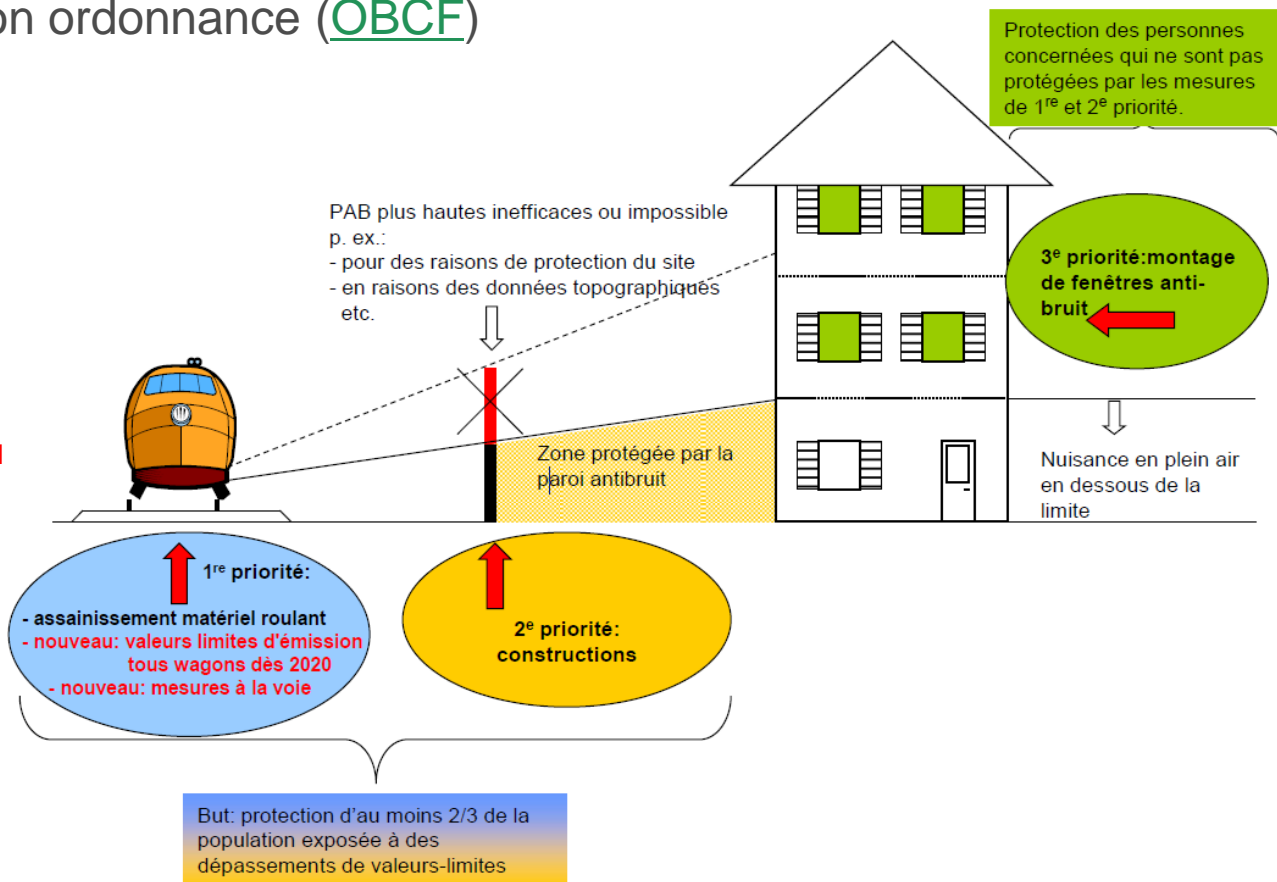 on ordonnance (OBCF)
Protection des personnes
concernées qui ne sont pas
protégées par les mesures
de 1re et 2e priorité.
PAB plus hautes inefficaces ou impossible
p. ex.:
- pour des raisons de protection du site
- en raisons des données topographiques
etc.
3e priorité:montage
de fenêtres anti-
bruit
Zone protégée par la
paroi antibruit
Nuisance en plein air
en dessous de la
limite
1re priorité:
- assainissement matériel roulant
- nouveau: valeurs limites d'émission
tous wagons dès 2020
- nouveau: mesures à la voie
2e priorité:
constructions
But: protection d'au moins 2/3 de la
population exposée à des
dépassements de valeurs-limites